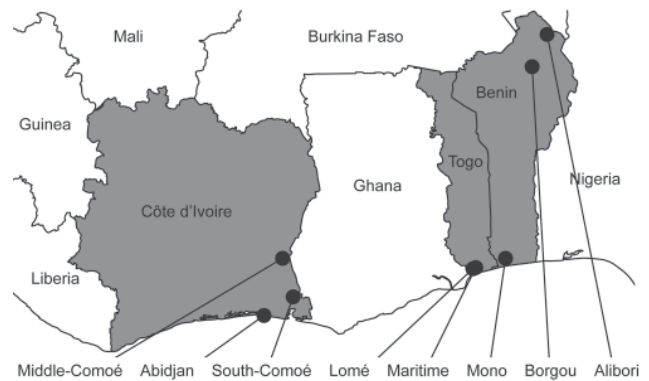 Mali
Burkina Faso
Guinea
Benin
Togo
Ghana
Nigeria
Côte d'Ivoire
Liberia
Middle-Comoé Abidjan South-Comoé Lomé Maritime Mono Borgou Alibori